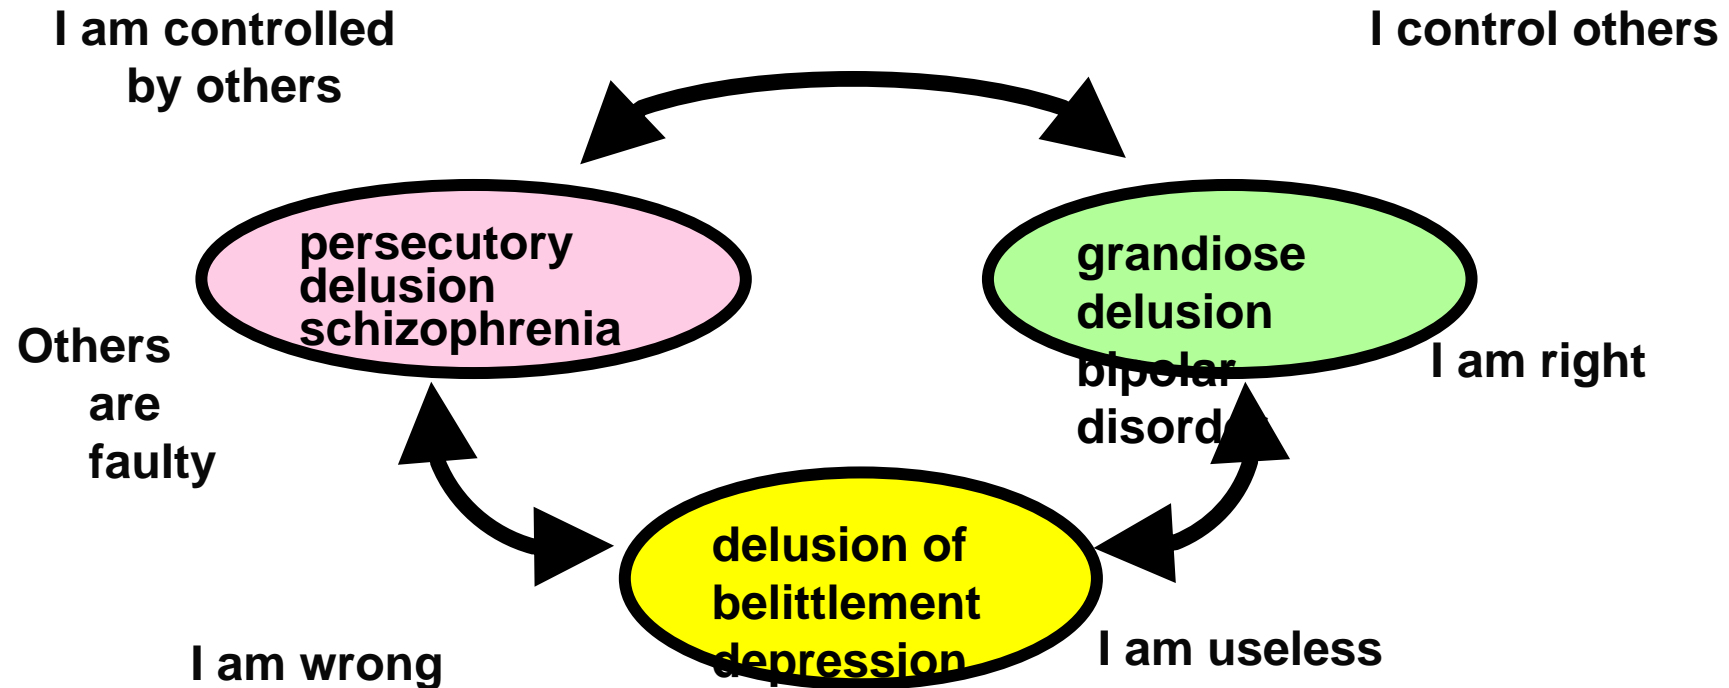 I am controlled
by others
I control others
persecutory
delusion
schizophrenia
grandiose
delusion
bipolar
disorder
Others
are
faulty
I am right
delusion of
belittlement
depression
I am wrong
I am useless